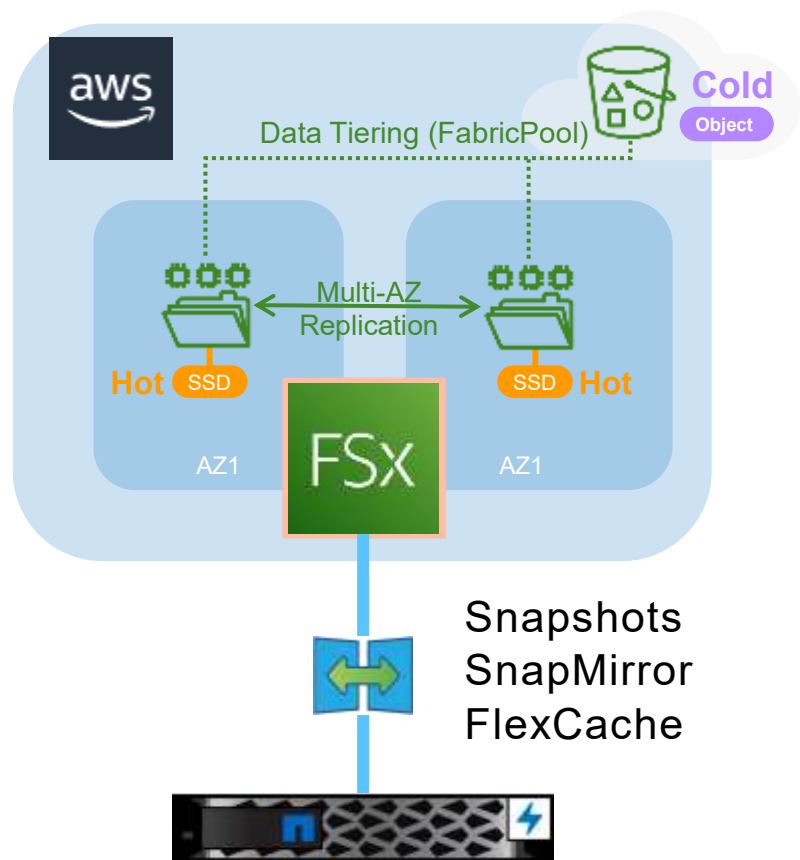 aws
Cold
Object
Data Tiering (FabricPool)
Multi-AZ
Replication
Hot
SSD
SSD
Hot
AZ1
AZ1
FSx
Snapshots
SnapMirror
FlexCache